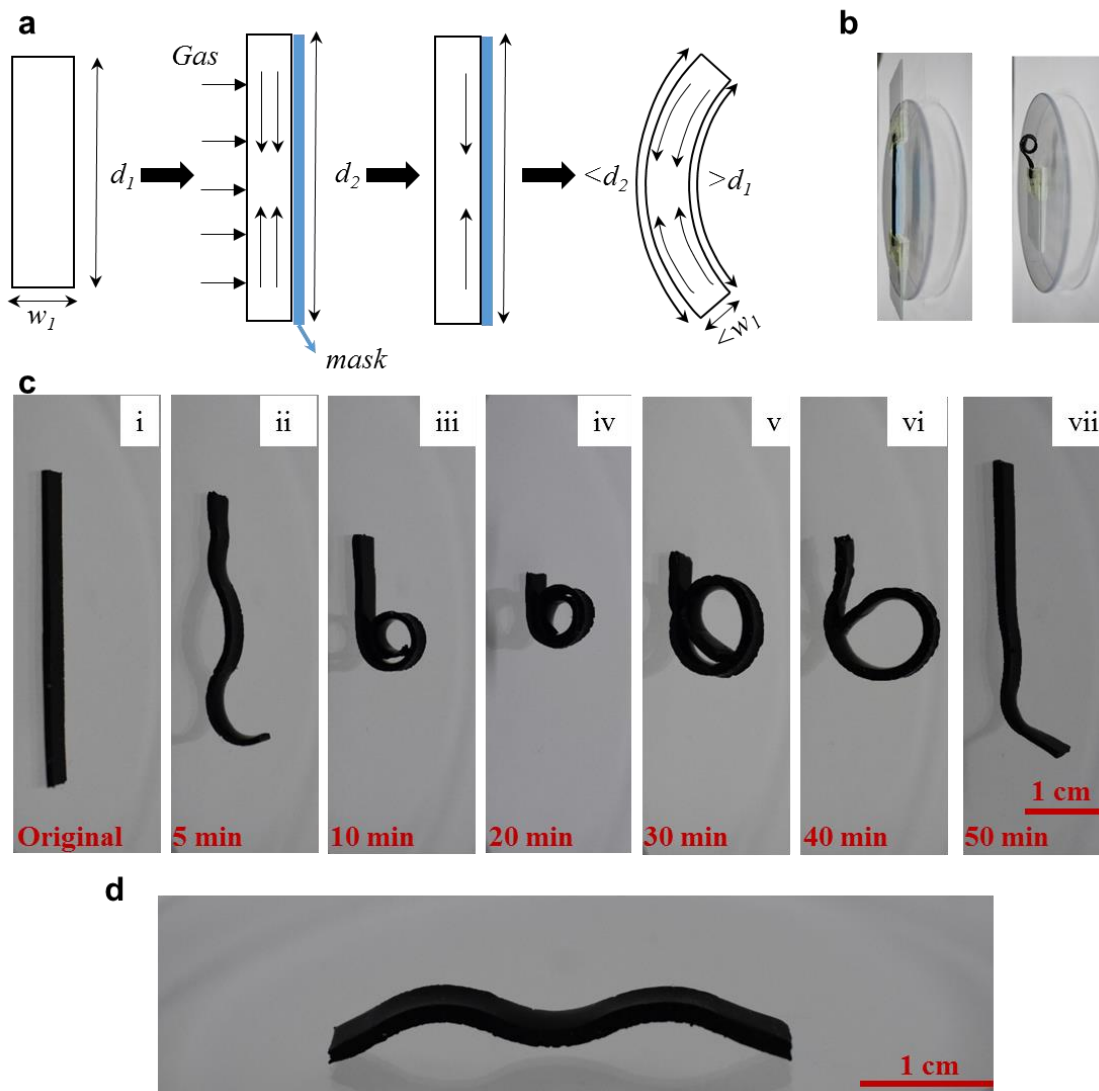 a
b
Gas
d1
d2
<d2
>d1
w1
<w1
mask
c
i
ii
iii
iv
v
vi
vii
1 cm
Original
5 min
10 min
20 min
30 min
40 min
50 min
d
1 cm